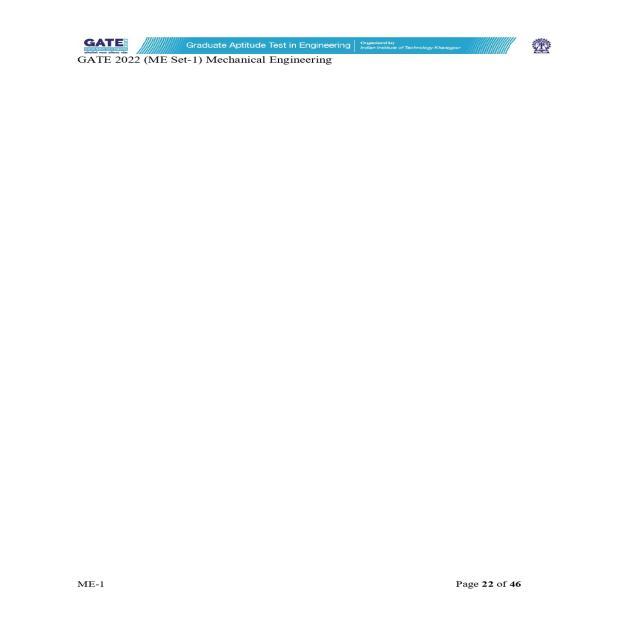 GATE
Graduate Aptitude Test in Engineering
Organized by
Indian Institute of Technology Kharagpur
GATE 2022 (ME Set-1) Mechanical Engineering
ME-1
Page 22 of 46